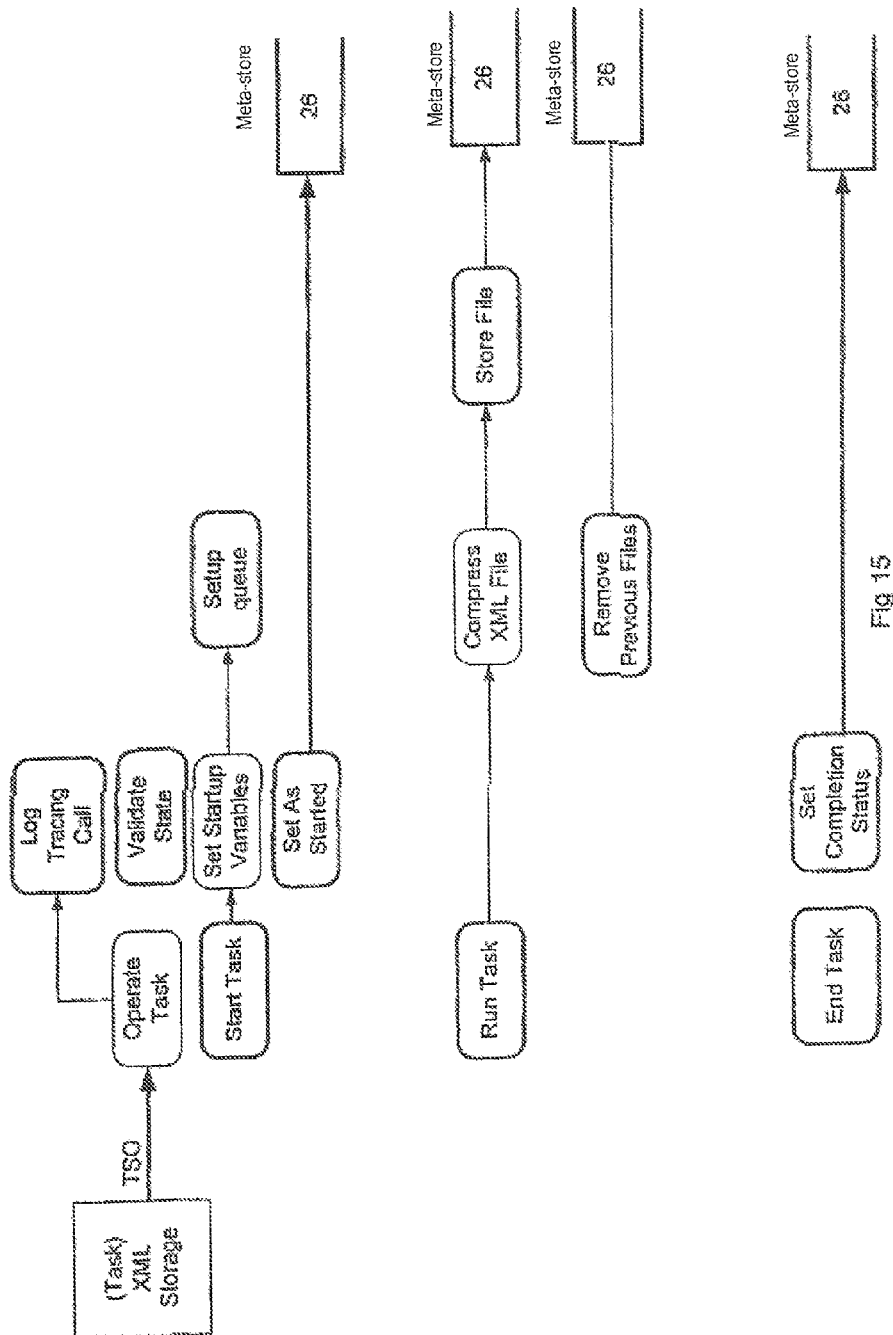 (Task)
XML
Storage
TSO
Operate
Task
Log
Tracing
Call
Validate
State
Start Task
Set Startup
Variables
Setup
queue
Set As
Started
Meta-store
26
Run Task
Compress
XML File
Store File
Meta-store
26
Remove
Previous Files
Meta-store
26
End Task
Set
Completion
Status
Meta-store
26
Fig 15